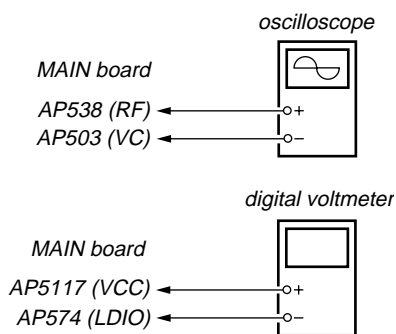 oscilloscope
MAIN board
AP538 (RF)
+
AP503 (VC)
–
digital voltmeter
MAIN board
AP5117 (VCC)
+
AP574 (LDIO)
–